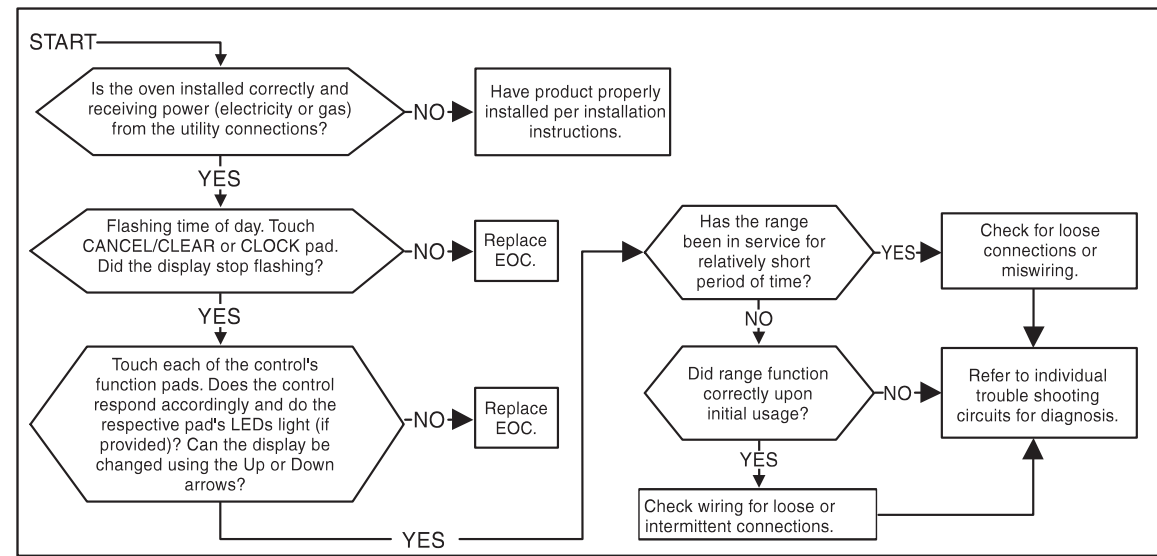 START
Is the oven installed correctly and
receiving power (electricity or gas)
from the utility connections?
NO
Have product properly
installed per installation
instructions.
YES
Flashing time of day. Touch
CANCEL/CLEAR or CLOCK pad.
Did the display stop flashing?
NO
Replace
EOC.
YES
Touch each of the control's
function pads. Does the control
respond accordingly and do the
respective pad's LEDs light (if
provided)? Can the display be
changed using the Up or Down
arrows?
NO
Replace
EOC.
YES
Has the range
been in service for
relatively short
period of time?
YES
Check for loose
connections or
miswiring.
NO
Did range function
correctly upon
initial usage?
NO
Refer to individual
trouble shooting
circuits for diagnosis.
YES
Check wiring for loose or
intermittent connections.